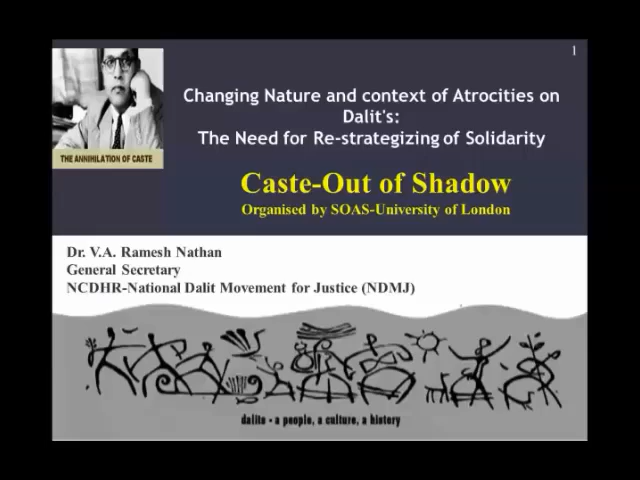 1
THE ANNIHILATION OF CASTE
Changing Nature and context of Atrocities on
Dalit's:
The Need for Re-strategizing of Solidarity
Caste-Out of Shadow
Organised by SOAS-University of London
Dr. V.A. Ramesh Nathan
General Secretary
NCDHR-National Dalit Movement for Justice (NDMJ)
dalits - a people, a culture, a history